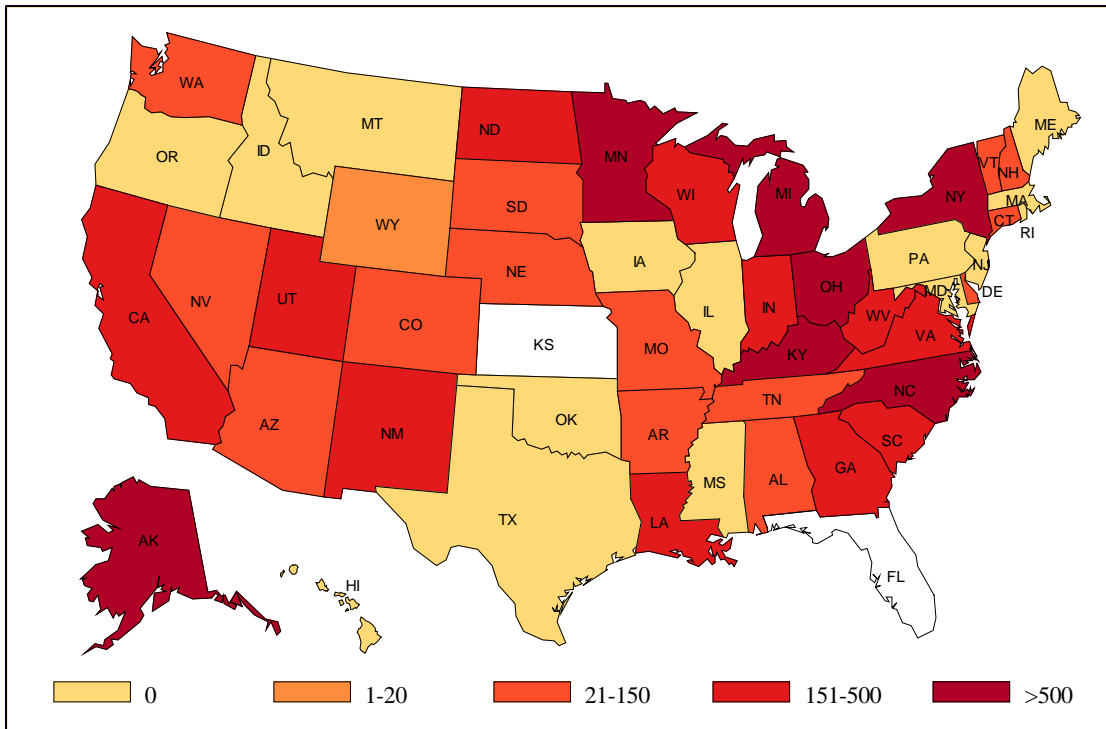 WA
MT
ND
ME
OR
ID
MN
VT
NH
WI
MI
NY
MA
SD
WY
CT
RI
IA
PA
NE
NJ
OH
MD
DE
NV
UT
IL
IN
WV
CA
CO
KS
MO
KY
VA
NC
TN
AZ
NM
OK
AR
SC
MS
AL
GA
TX
LA
AK
FL
HI
0
1-20
21-150
151-500
>500